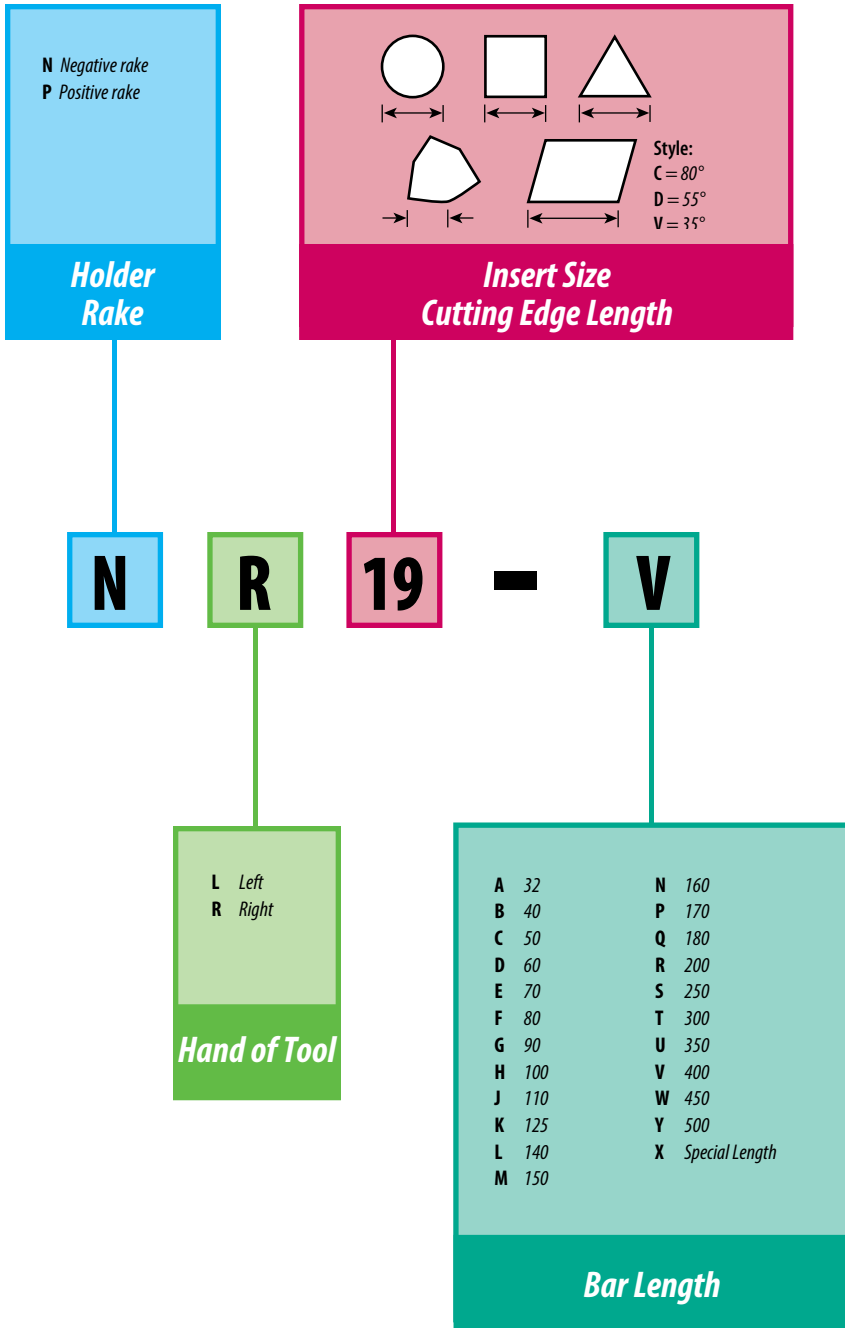 N Negative rake
P Positive rake
Holder
Rake
Style:
C = 80°
D = 55°
V = 35°
Insert Size
Cutting Edge Length
N R 19 - V
L Left
R Right
Hand of Tool
A 32
B 40
C 50
D 60
E 70
F 80
G 90
H 100
J 110
K 125
L 140
M 150
N 160
P 170
Q 180
R 200
S 250
T 300
U 350
V 400
W 450
Y 500
X Special Length
Bar Length